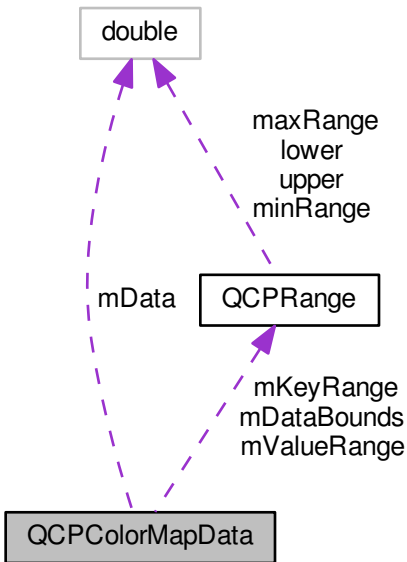 double
maxRange
lower
upper
minRange
mData
QCPRange
mKeyRange
mDataBounds
mValueRange
QCPColorMapData